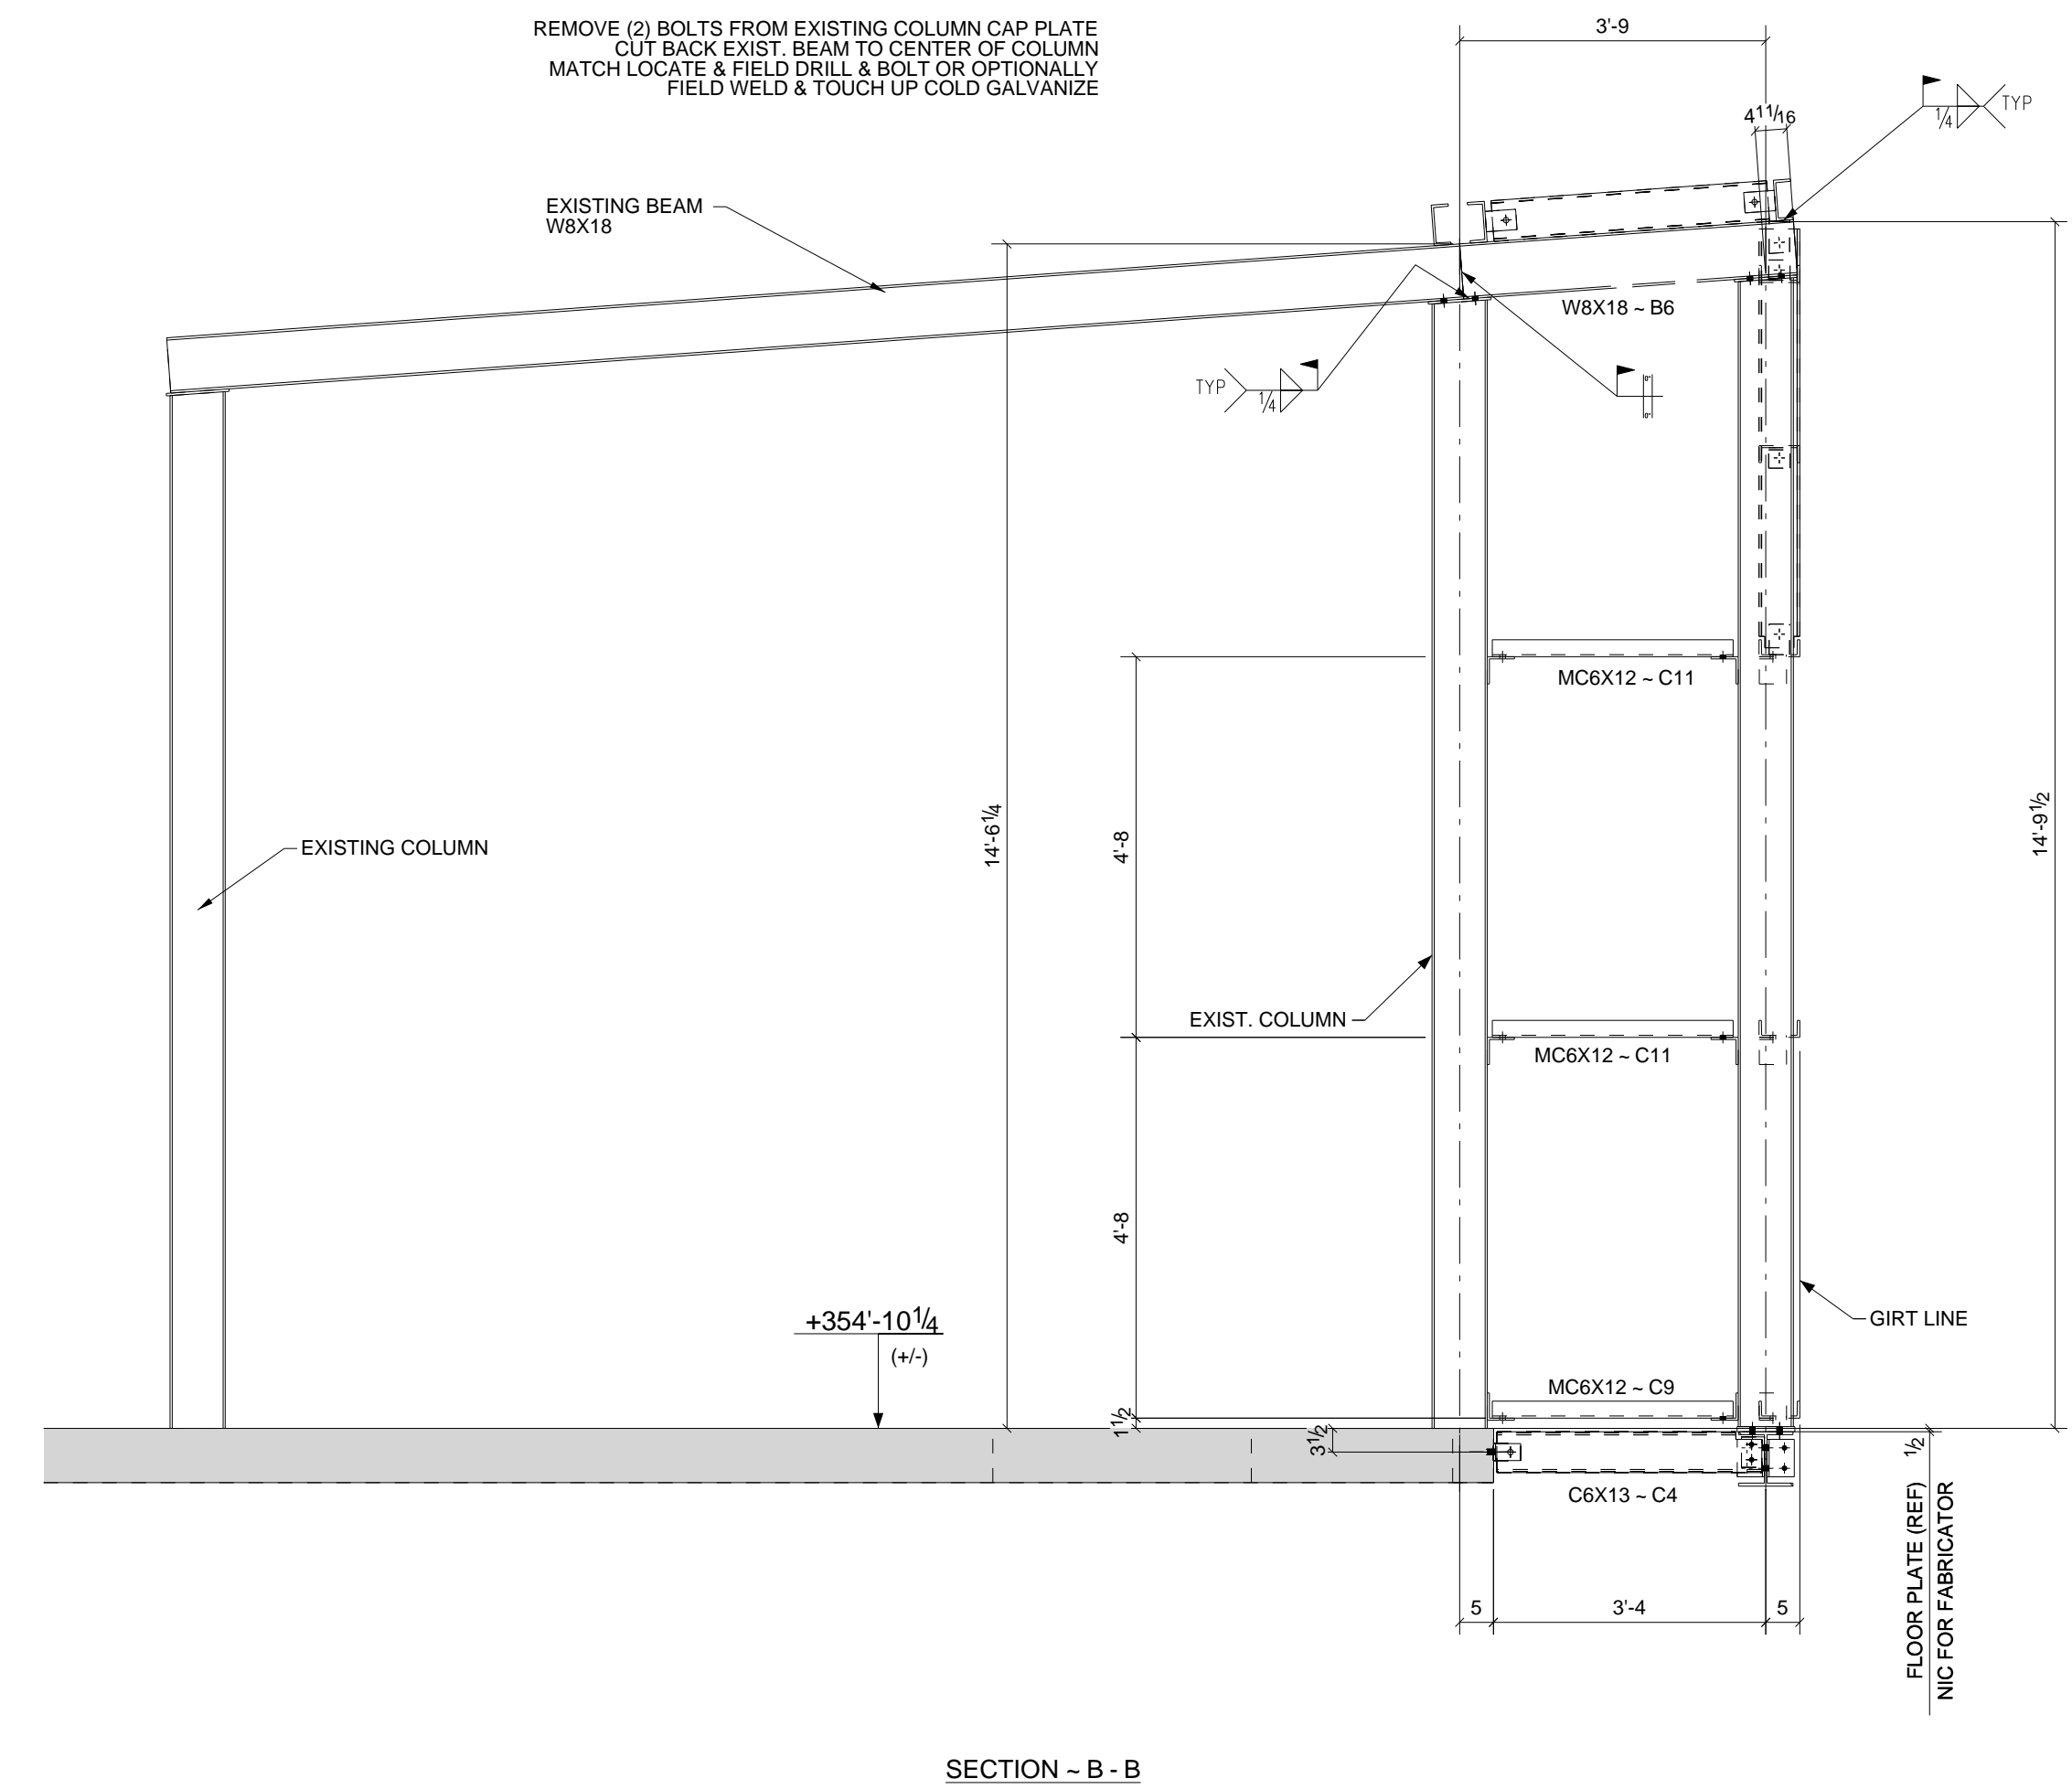 REMOVE (2) BOLTS FROM EXISTING COLUMN CAP PLATE
CUT BACK EXIST. BEAM TO CENTER OF COLUMN
MATCH LOCATE & FIELD DRILL & BOLT OR OPTIONALLY
FIELD WELD & TOUCH UP COLD GALVANIZE
3'-9
4 11/16
1/4
TYP
EXISTING BEAM
W8X18
W8X18 ~ B6
TYP
1/4
MC6X12 ~ C11
14'-6 1/4
4'-8
14'-9 1/2
EXISTING COLUMN
EXIST. COLUMN
MC6X12 ~ C11
4'-8
GIRT LINE
+354'-10 1/4
(+/-)
MC6X12 ~ C9
1 1/2
3 1/2
1/2
C6X13 ~ C4
FLOOR PLATE (REF)
NIC FOR FABRICATOR
5
3'-4
5
SECTION ~ B - B